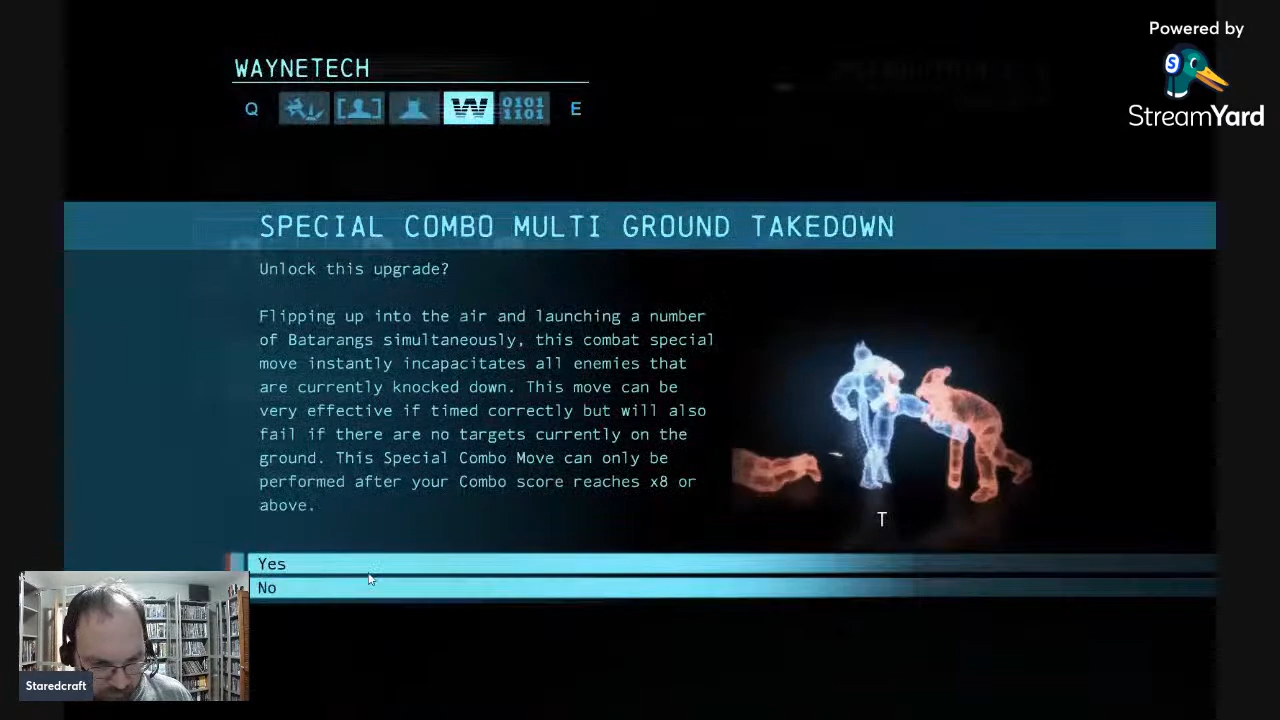 Powered by
S
StreamYard
WAYNETECH
Q
W
0101
1101
E
SPECIAL COMBO MULTI GROUND TAKEDOWN
Unlock this upgrade?
Flipping up into the air and launching a number
of Batarangs simultaneously, this combat special
move instantly incapacitates all enemies that
are currently knocked down. This move can be
very effective if timed correctly but will also
fail if there are no targets currently on the
ground. This Special Combo Move can only be
performed after your Combo score reaches x8 or
above.
T
Yes
No
Staredcraft